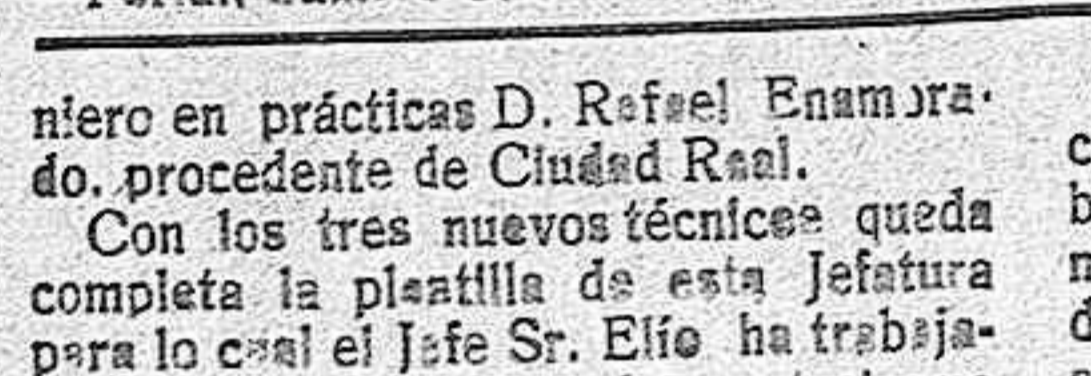 niero en prácticas D. Rafael Enamora-
do. procedente de Ciudad Real.
Con los tres nuevos técnicos queda
completa la plantilla de esta Jefatura
para lo cual el Jefe Sr. Elío ha trabaja-